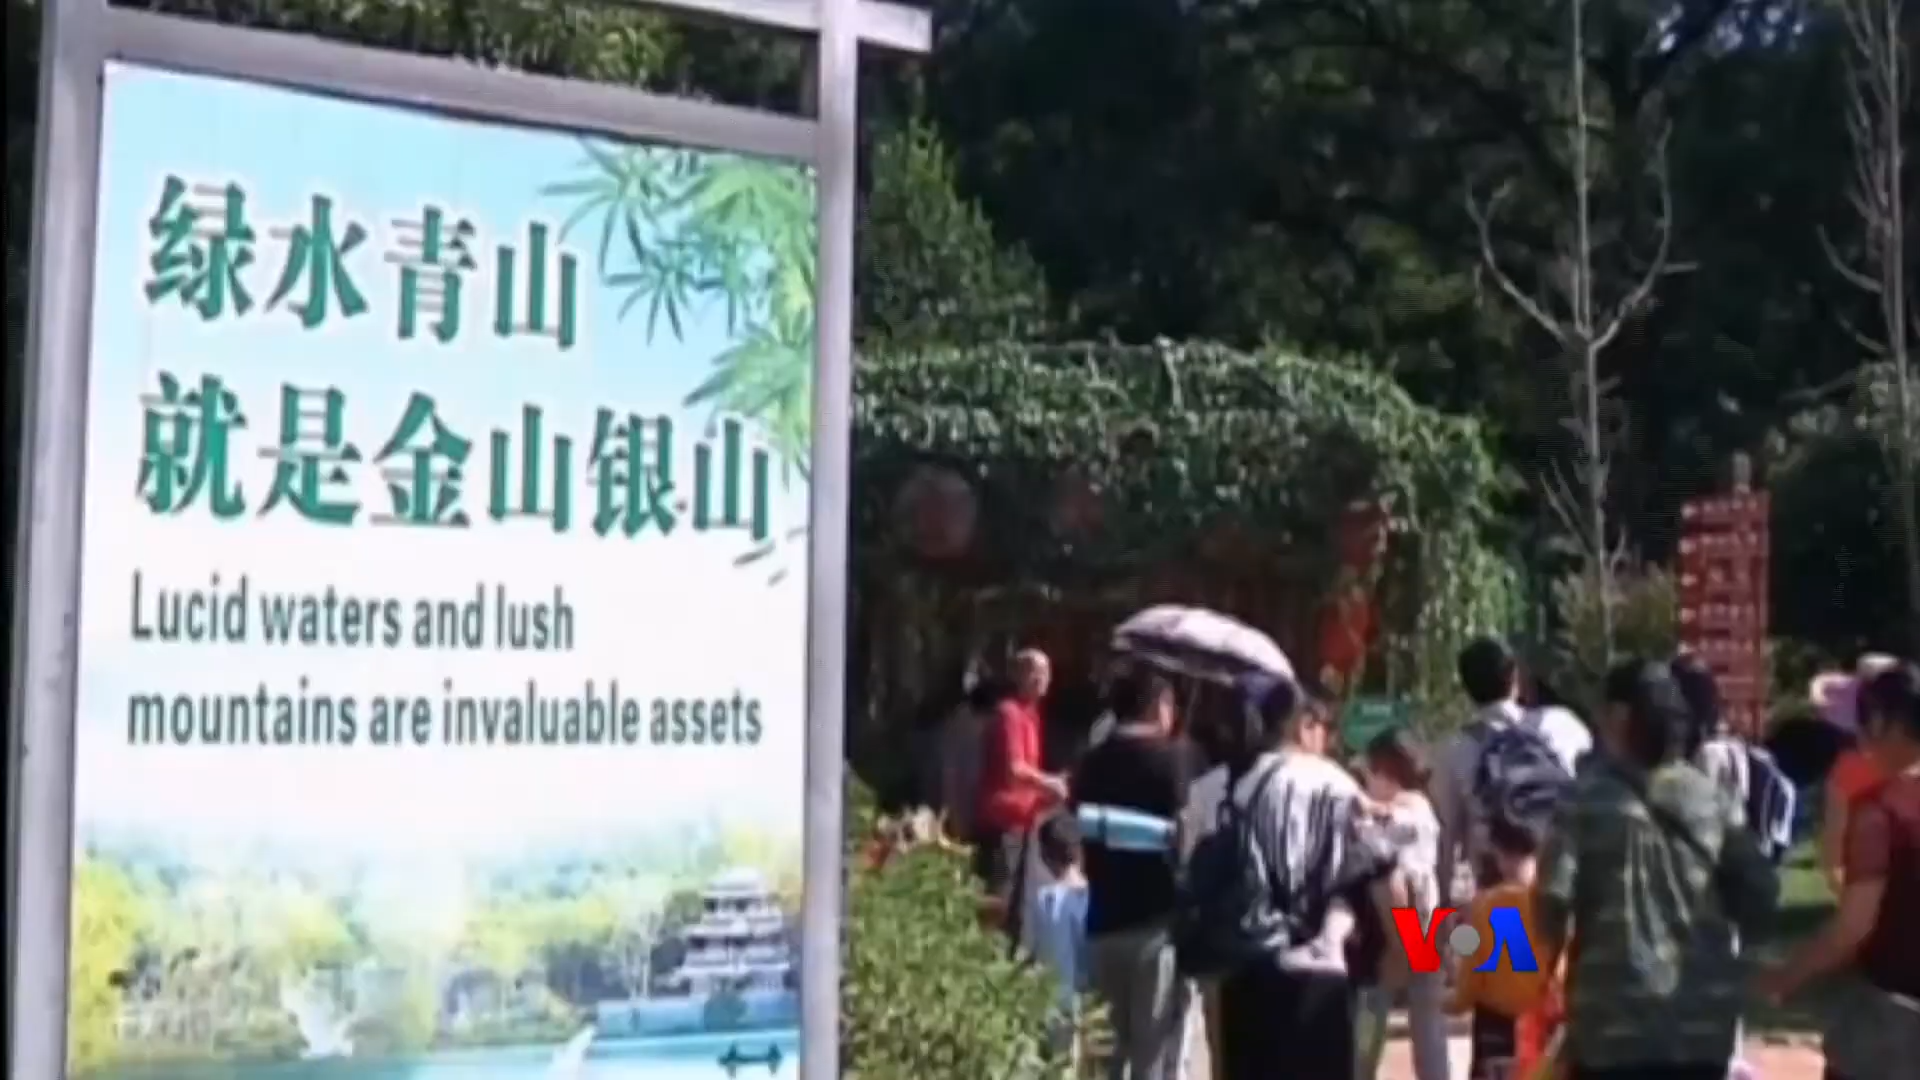 绿水青山
就是金山银山
Lucid waters and lush
mountains are invaluable assets
VOA